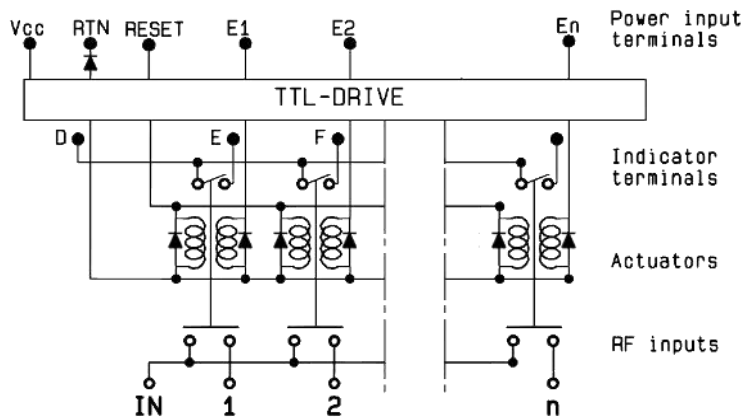 Vcc RTN RESET E1 E2 En Power input
terminals
TTL-DRIVE
D E F
Indicator
terminals
Actuators
RF inputs
IN 1 2 n